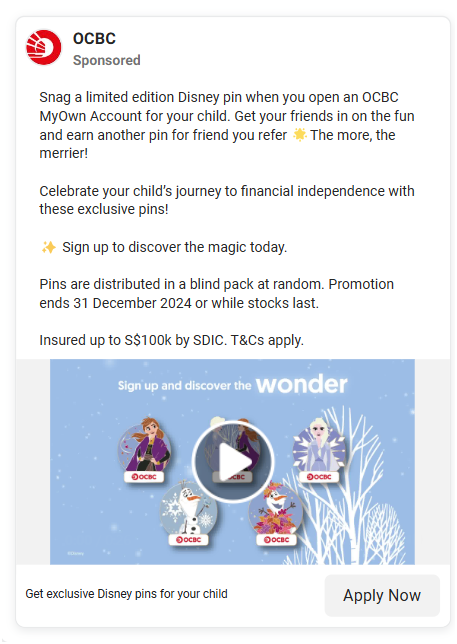 OCBC
Sponsored
Snag a limited edition Disney pin when you open an OCBC
MyOwn Account for your child. Get your friends in on the fun
and earn another pin for friend you refer 🌟 The more, the
merrier!
Celebrate your child’s journey to financial independence with
these exclusive pins!
✨ Sign up to discover the magic today.
Pins are distributed in a blind pack at random. Promotion
ends 31 December 2024 or while stocks last.
Insured up to S$100k by SDIC. T&Cs apply.
Sign up and discover the wonder
OCBC
OCBC
OCBC
OCBC
OCBC
©Disney
Get exclusive Disney pins for your child
Apply Now